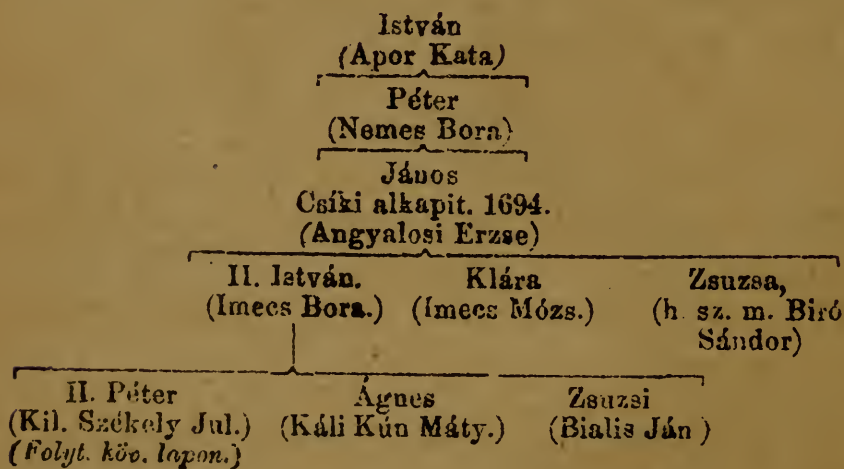 István
(Apor Kata)
Péter
(Nemes Bora)
János
Csíki alkapit. 1694.
(Angyalosi Erzse)
II. István. Klára Zsuzsa,
(Imecs Bora.) (Imecs Mózs.) (h. sz. m. Biró
Sándor)
II. Péter Ágnes Zsuzsi
(Kil. Székely Jul.) (Káli Kún Máty.) (Bialis Ján )
(Folyt. köv. lapon.)